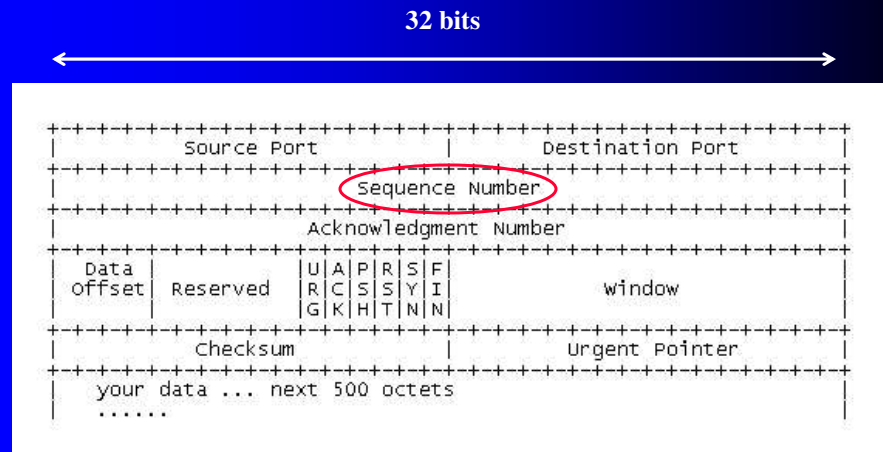 32 bits
+-+-+-+-+-+-+-+-+-+-+-+-+-+-+-+-+-+-+-+-+-+-+-+-+-+-+-+-+-+-+-+-+
| Source Port | Destination Port |
+-+-+-+-+-+-+-+-+-+-+-+-+-+-+-+-+-+-+-+-+-+-+-+-+-+-+-+-+-+-+-+-+
| Sequence Number |
+-+-+-+-+-+-+-+-+-+-+-+-+-+-+-+-+-+-+-+-+-+-+-+-+-+-+-+-+-+-+-+-+
| Acknowledgment Number |
+-+-+-+-+-+-+-+-+-+-+-+-+-+-+-+-+-+-+-+-+-+-+-+-+-+-+-+-+-+-+-+-+
| Data | |U|A|P|R|S|F| |
| Offset| Reserved |R|C|S|S|Y|I| Window |
| | |G|K|H|T|N|N| |
+-+-+-+-+-+-+-+-+-+-+-+-+-+-+-+-+-+-+-+-+-+-+-+-+-+-+-+-+-+-+-+-+
| Checksum | Urgent Pointer |
+-+-+-+-+-+-+-+-+-+-+-+-+-+-+-+-+-+-+-+-+-+-+-+-+-+-+-+-+-+-+-+-+
| your data ... next 500 octets |
| ...... |